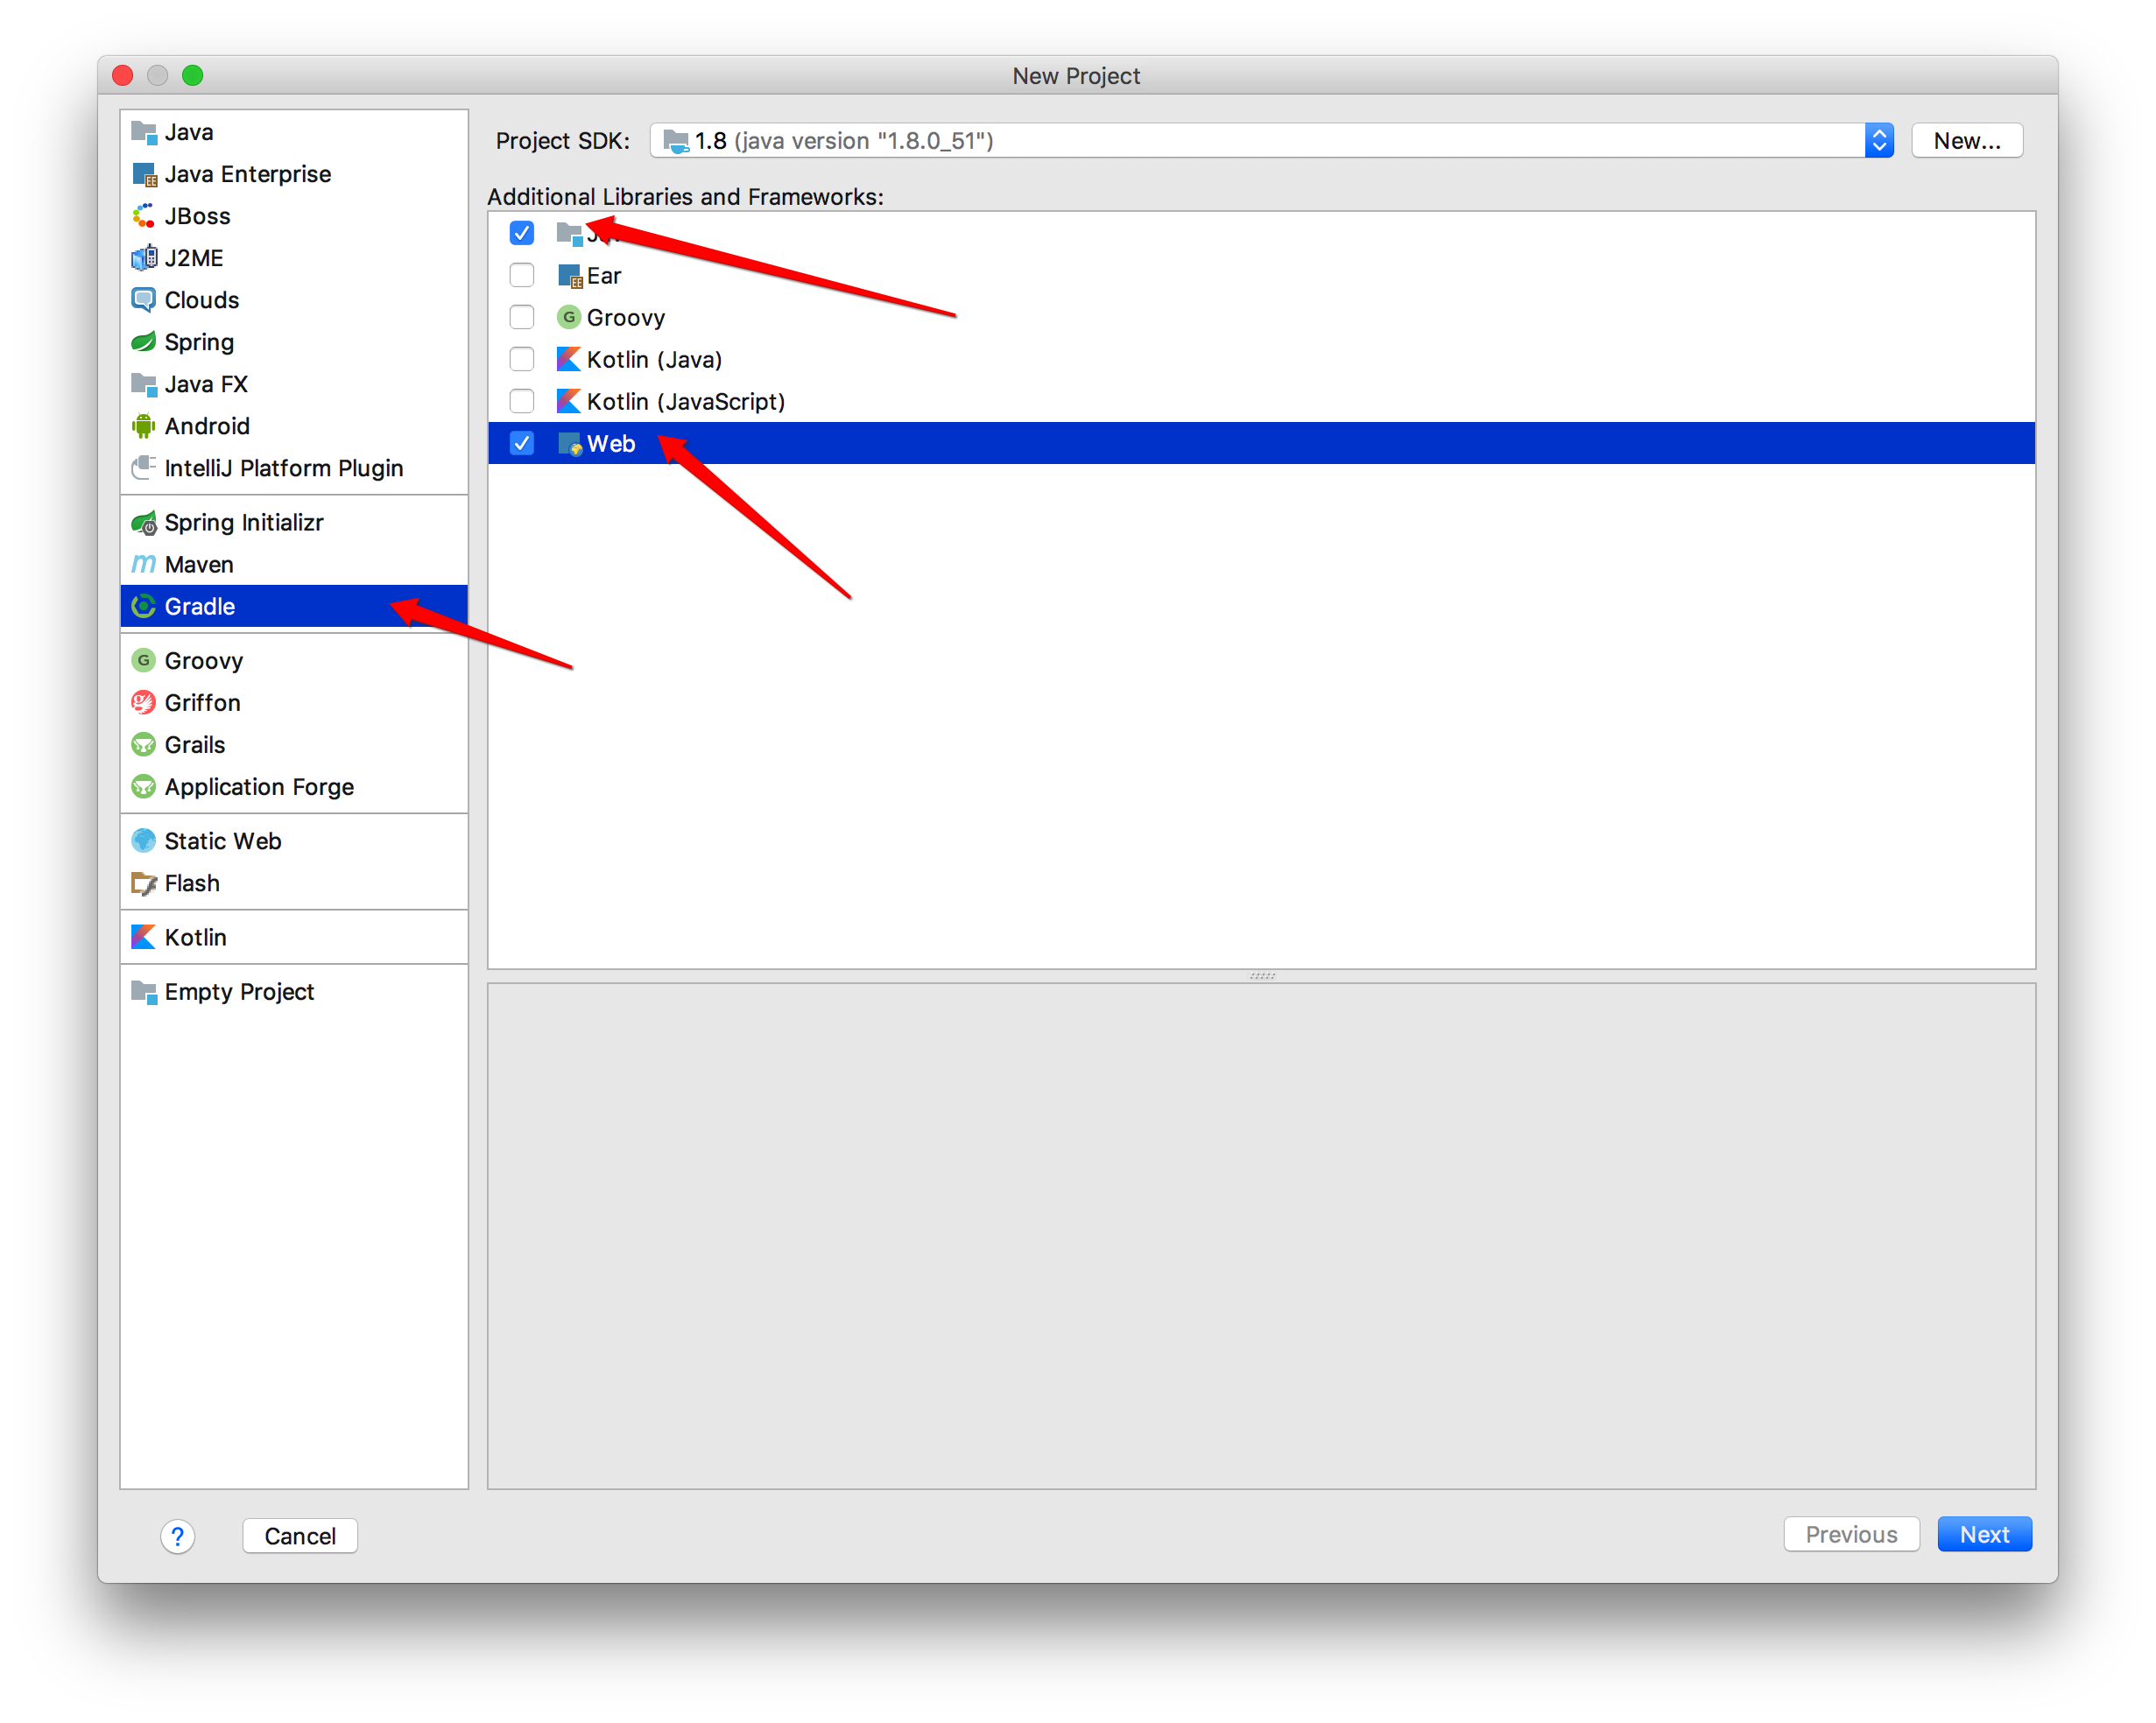 New Project
Java
Java Enterprise
JBoss
J2ME
Clouds
Spring
Java FX
Android
IntelliJ Platform Plugin
Spring Initializr
Maven
Gradle
Groovy
Griffon
Grails
Application Forge
Static Web
Flash
Kotlin
Empty Project
Project SDK: 1.8 (java version "1.8.0_51") New...
Additional Libraries and Frameworks:
Ear
Groovy
Kotlin (Java)
Kotlin (JavaScript)
Web
? Cancel Previous Next